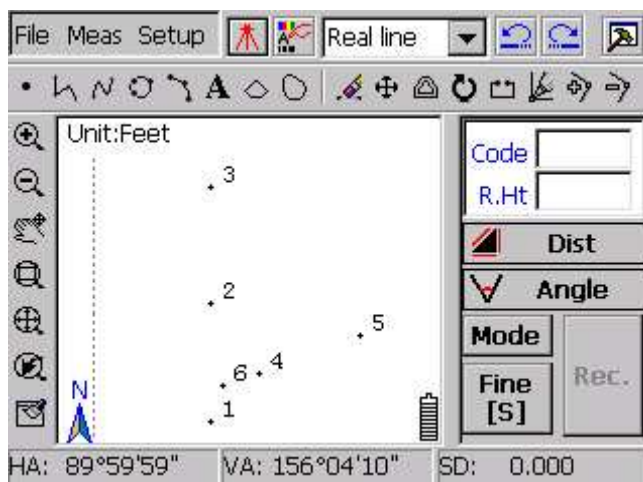 File Meas Setup Real line
A
Unit:Feet
Code
R.Ht
3
Dist
2
Angle
5
Mode
4
6
Rec.
Fine
[S]
N
1
HA: 89°59'59" VA: 156°04'10" SD: 0.000